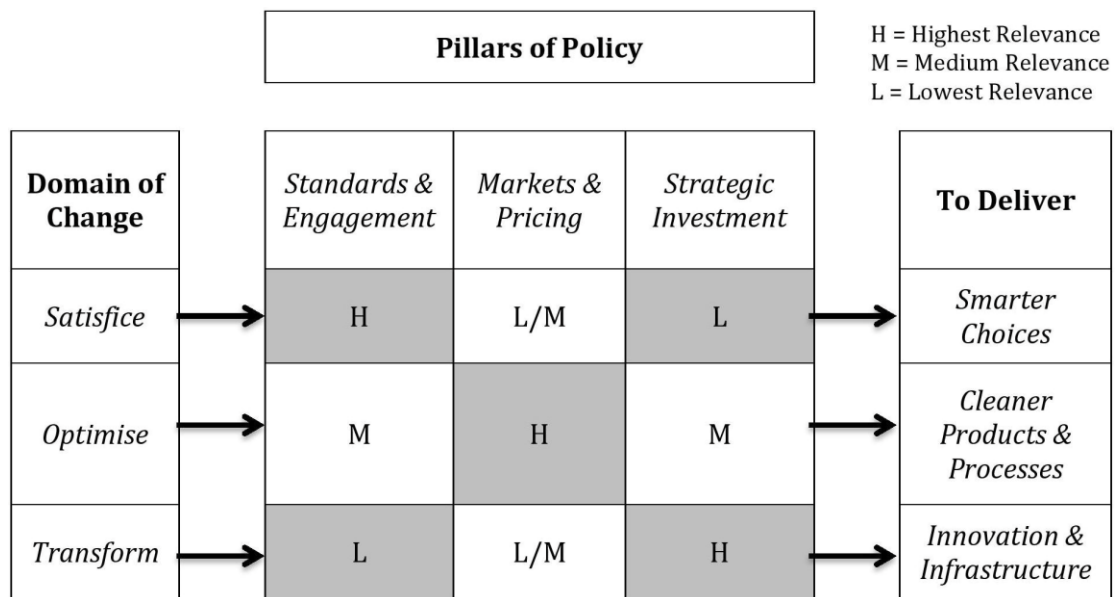 Pillars of Policy
H = Highest Relevance
M = Medium Relevance
L = Lowest Relevance
Domain of
Change
Standards &
Engagement
Markets &
Pricing
Strategic
Investment
To Deliver
Satisfice
H
L/M
L
Smarter
Choices
Optimise
M
H
M
Cleaner
Products &
Processes
Transform
L
L/M
H
Innovation &
Infrastructure